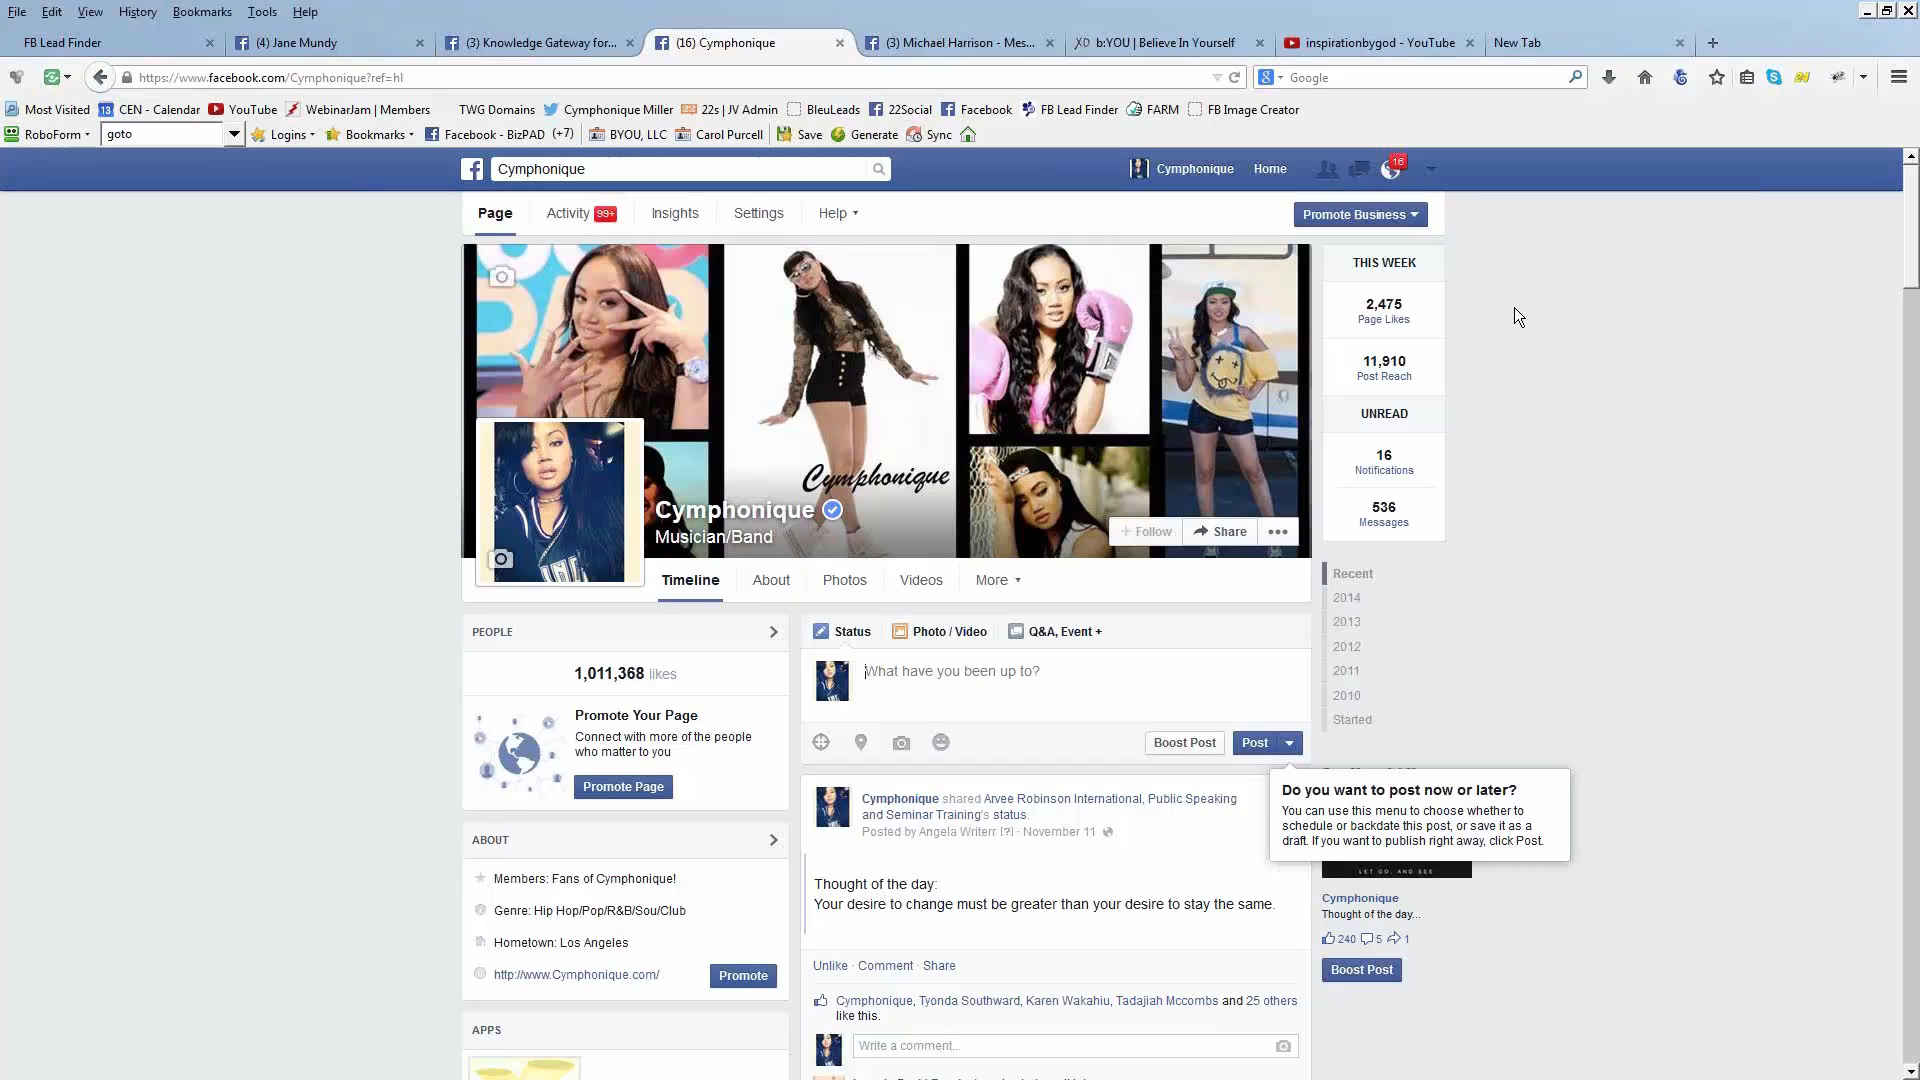 File Edit View History Bookmarks Tools Help
FB Lead Finder
(4) Jane Mundy
(3) Knowledge Gateway for...
(16) Cymphonique
(3) Michael Harrison - Mes...
XD b:YOU | Believe In Yourself
inspirationbygod - YouTube
New Tab
https://www.facebook.com/Cymphonique?ref=hl
Google
Most Visited 13 CEN - Calendar YouTube WebinarJam | Members TWG Domains Cymphonique Miller 22s | JV Admin BleuLeads 22Social Facebook FB Lead Finder FARM FB Image Creator
RoboForm goto Logins Bookmarks Facebook - BizPAD (+7) BYOU, LLC Carol Purcell Save Generate Sync
Cymphonique
Cymphonique Home 16
Page Activity 99+ Insights Settings Help
Promote Business
Cymphonique
Cymphonique
Musician/Band
+ Follow Share •••
Timeline About Photos Videos More
THIS WEEK
2,475
Page Likes
11,910
Post Reach
UNREAD
16
Notifications
536
Messages
Recent
2014
2013
2012
2011
2010
Started
PEOPLE
1,011,368 likes
Promote Your Page
Connect with more of the people
who matter to you
Promote Page
ABOUT
Members: Fans of Cymphonique!
Genre: Hip Hop/Pop/R&B/Sou/Club
Hometown: Los Angeles
http://www.Cymphonique.com/
Promote
APPS
Status Photo / Video Q&A, Event +
What have you been up to?
Boost Post Post
Do you want to post now or later?
You can use this menu to choose whether to
schedule or backdate this post, or save it as a
draft. If you want to publish right away, click Post.
Cymphonique shared Arvee Robinson International, Public Speaking
and Seminar Training's status.
Posted by Angela Writerr [?] · November 11
Thought of the day:
Your desire to change must be greater than your desire to stay the same.
Unlike · Comment · Share
Cymphonique, Tyonda Southward, Karen Wakahiu, Tadajiah Mccombs and 25 others
like this.
Write a comment...
LET GO, AND SEE
Cymphonique
Thought of the day...
240 5 1
Boost Post